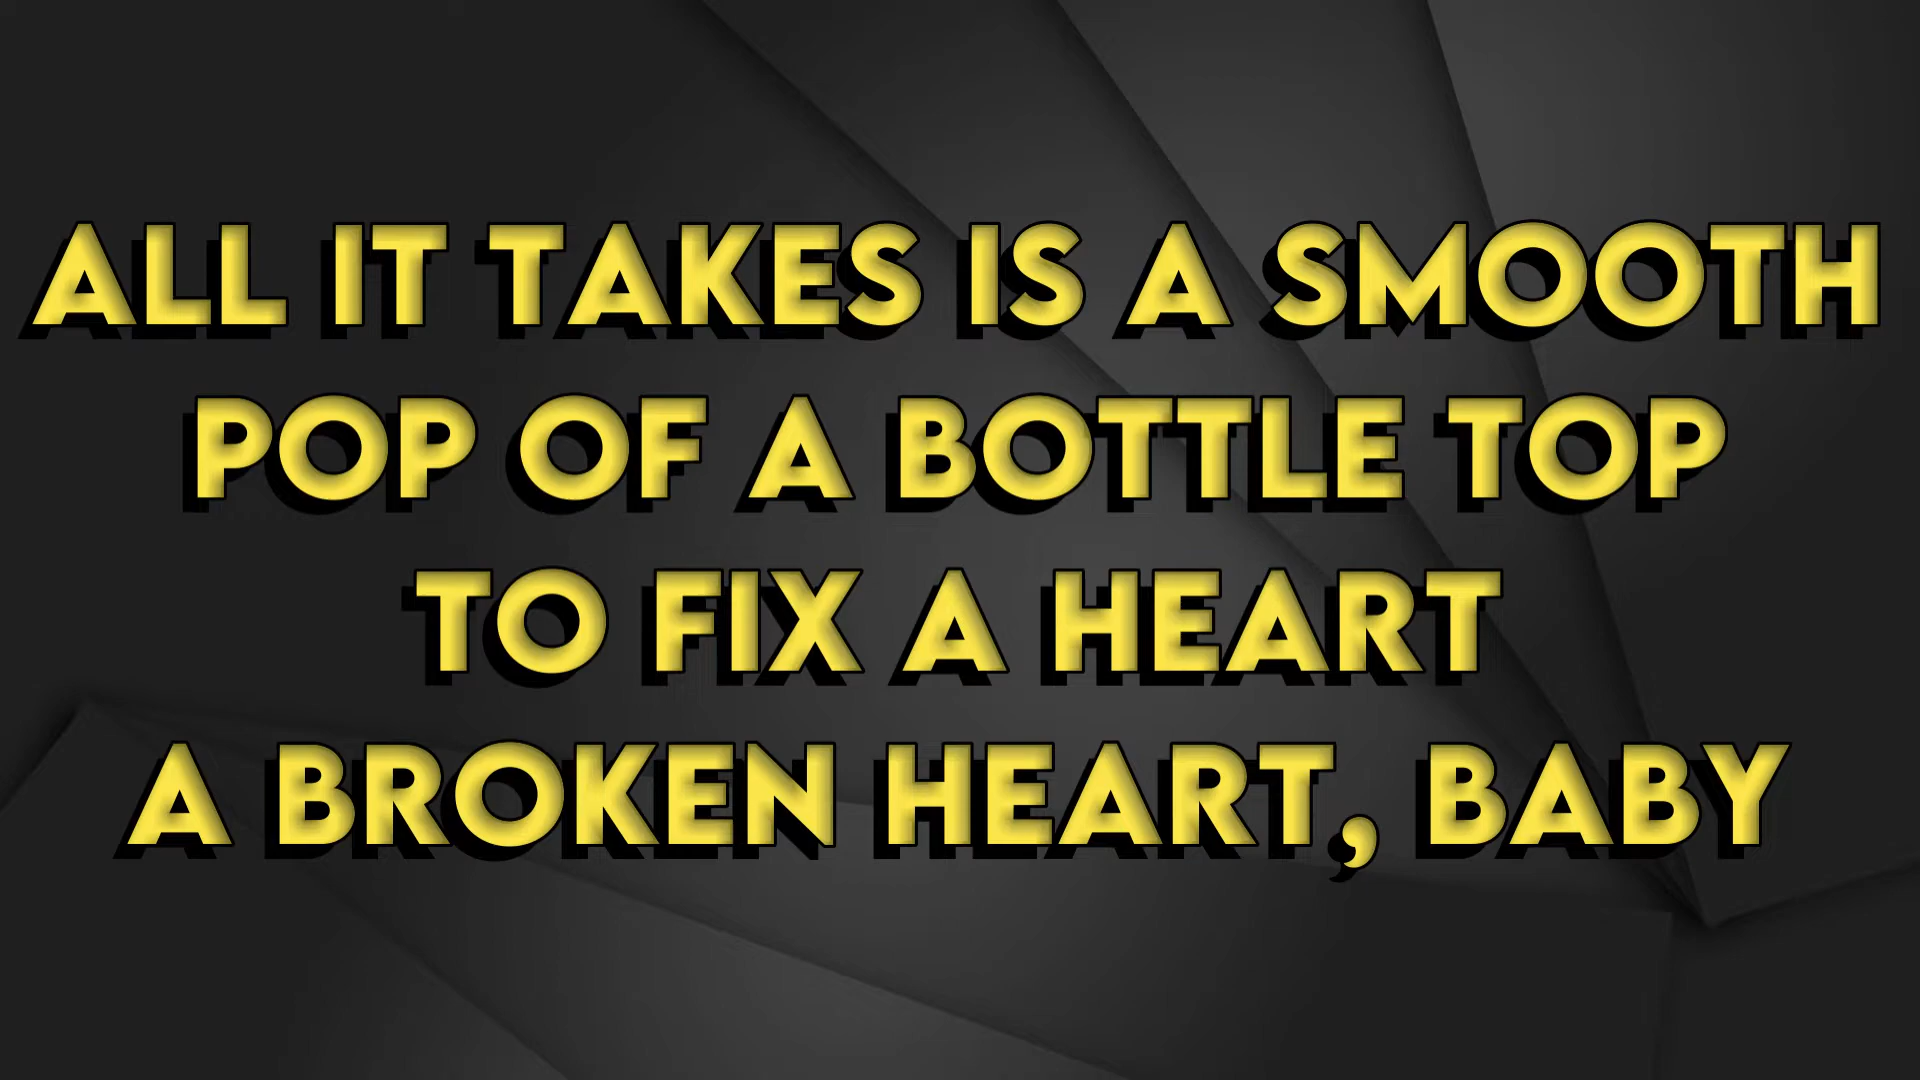 ALL IT TAKES IS A SMOOTH
POP OF A BOTTLE TOP
TO FIX A HEART
A BROKEN HEART, BABY